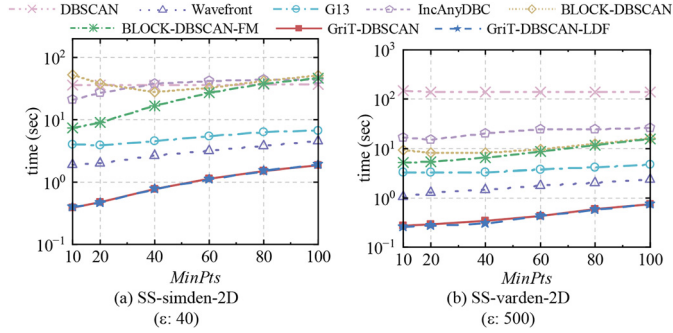 DBSCAN Wavefront G13 IncAnyDBC BLOCK-DBSCAN
BLOCK-DBSCAN-FM GriT-DBSCAN GriT-DBSCAN-LDF
time (sec)
10²
10¹
10⁰
10⁻¹
10 20 40 60 80 100
MinPts
(a) SS-simden-2D
(ε: 40)
time (sec)
10³
10²
10¹
10⁰
10⁻¹
10 20 40 60 80 100
MinPts
(b) SS-varden-2D
(ε: 500)